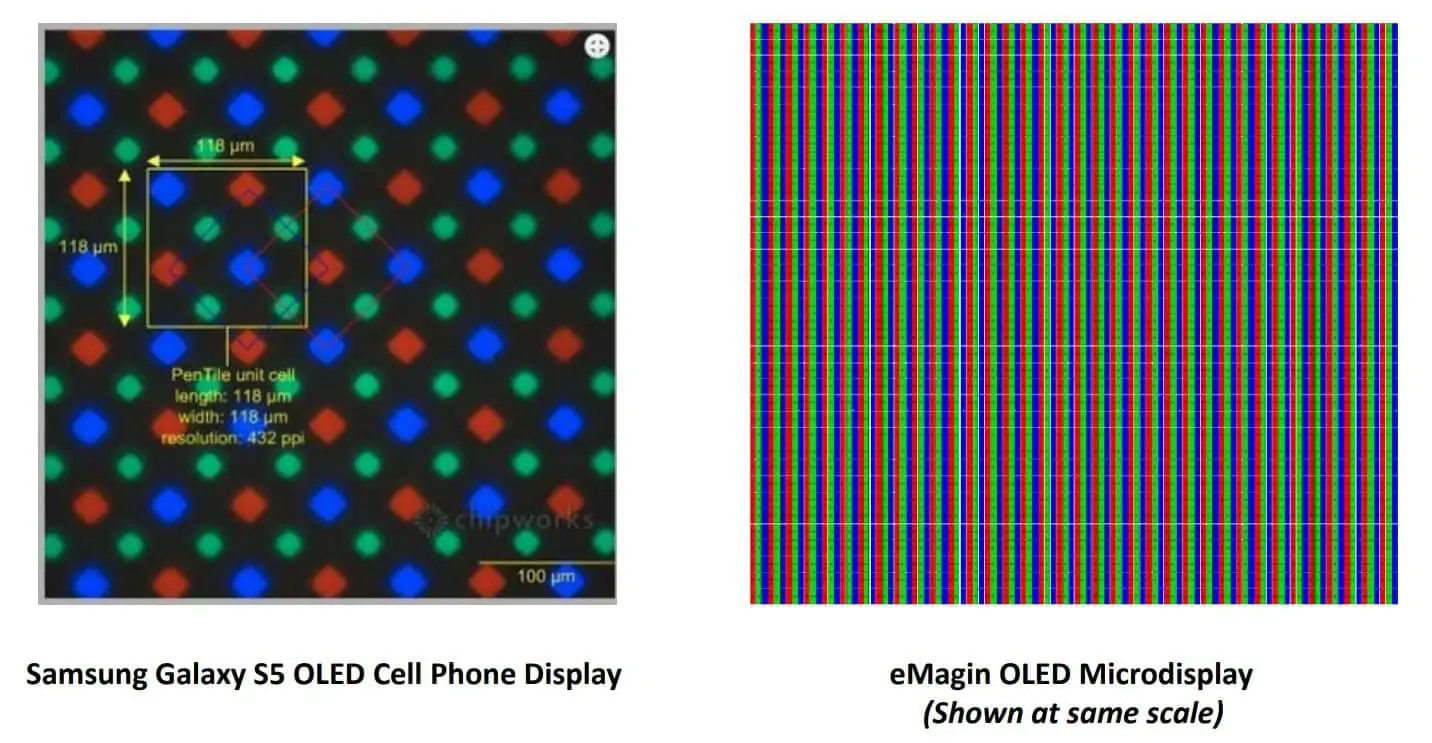 118 µm
118 µm
PenTile unit cell
length: 118 µm
width: 118 µm
resolution: 432 ppi
chipworks
100 µm
Samsung Galaxy S5 OLED Cell Phone Display
eMagin OLED Microdisplay
(Shown at same scale)